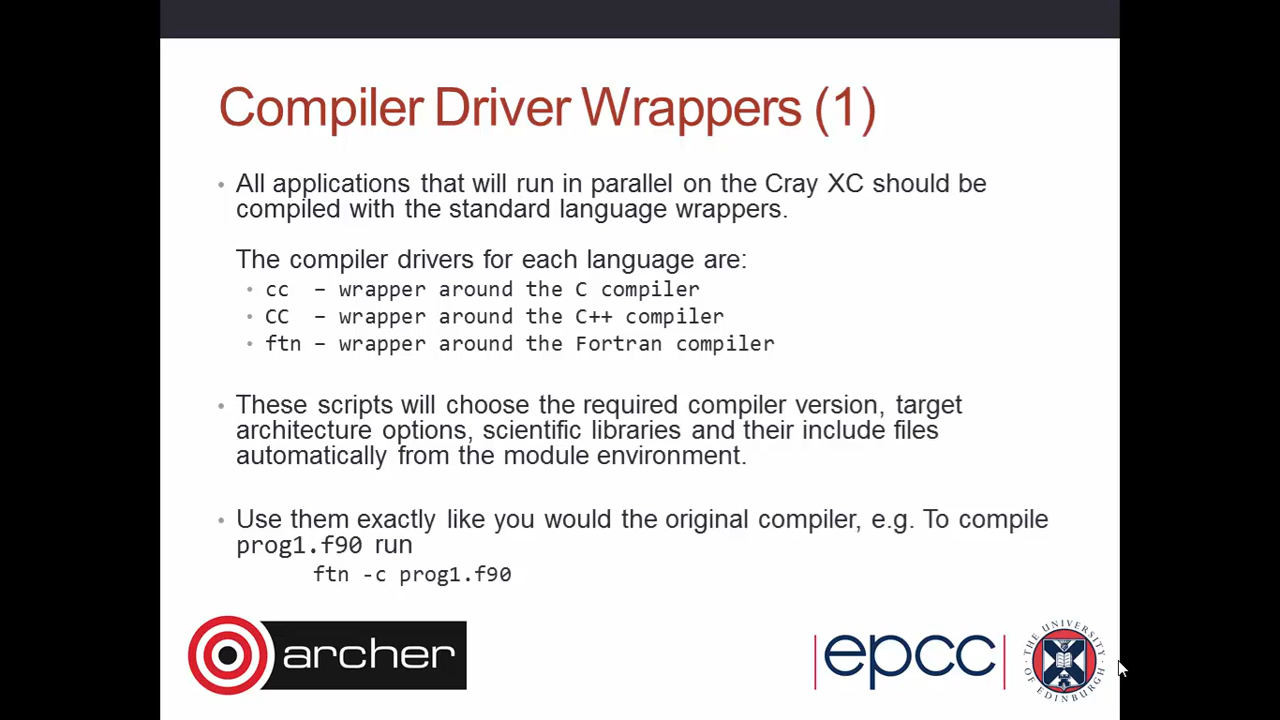 Compiler Driver Wrappers (1)
• All applications that will run in parallel on the Cray XC should be
compiled with the standard language wrappers.
The compiler drivers for each language are:
• cc – wrapper around the C compiler
• CC – wrapper around the C++ compiler
• ftn – wrapper around the Fortran compiler
• These scripts will choose the required compiler version, target
architecture options, scientific libraries and their include files
automatically from the module environment.
• Use them exactly like you would the original compiler, e.g. To compile
prog1.f90 run
ftn -c prog1.f90
archer
epcc
THE UNIVERSITY
OF EDINBURGH